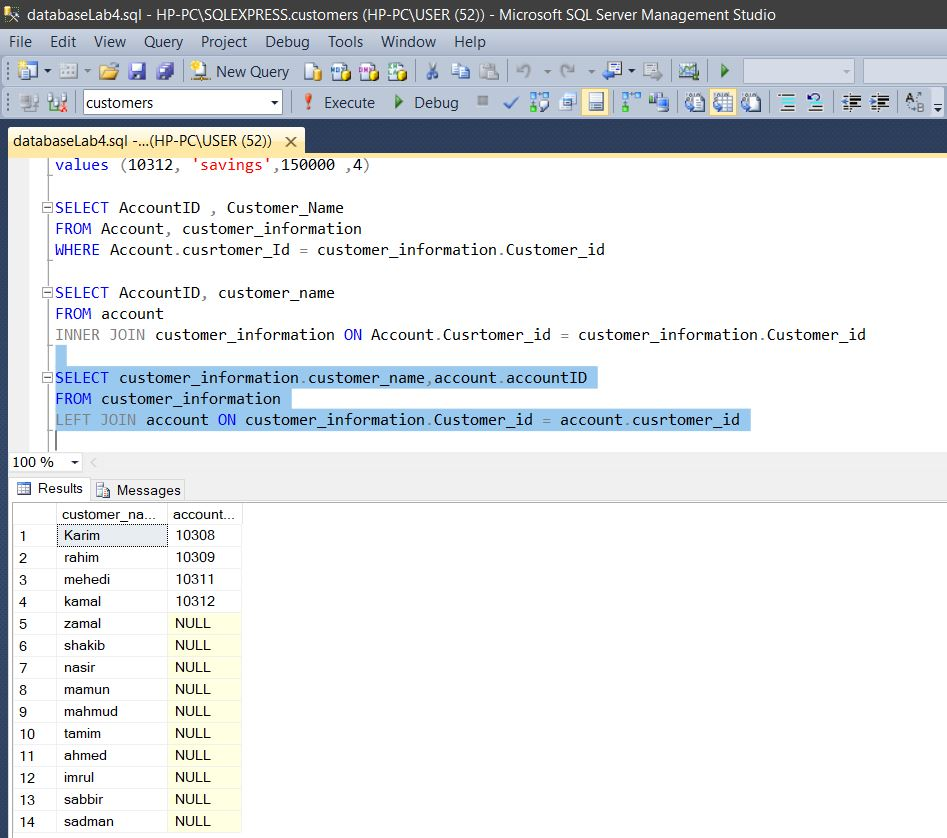 databaseLab4.sql - HP-PC\SQLEXPRESS.customers (HP-PC\USER (52)) - Microsoft SQL Server Management Studio
File Edit View Query Project Debug Tools Window Help
New Query
customers Execute Debug
databaseLab4.sql -...(HP-PC\USER (52))
values (10312, 'savings',150000 ,4)
SELECT AccountID , Customer_Name
FROM Account, customer_information
WHERE Account.cusrtomer_Id = customer_information.Customer_id
SELECT AccountID, customer_name
FROM account
INNER JOIN customer_information ON Account.Cusrtomer_id = customer_information.Customer_id
SELECT customer_information.customer_name,account.accountID
FROM customer_information
LEFT JOIN account ON customer_information.Customer_id = account.cusrtomer_id
100 %
Results Messages
customer_na... account...
1 Karim 10308
2 rahim 10309
3 mehedi 10311
4 kamal 10312
5 zamal NULL
6 shakib NULL
7 nasir NULL
8 mamun NULL
9 mahmud NULL
10 tamim NULL
11 ahmed NULL
12 imrul NULL
13 sabbir NULL
14 sadman NULL